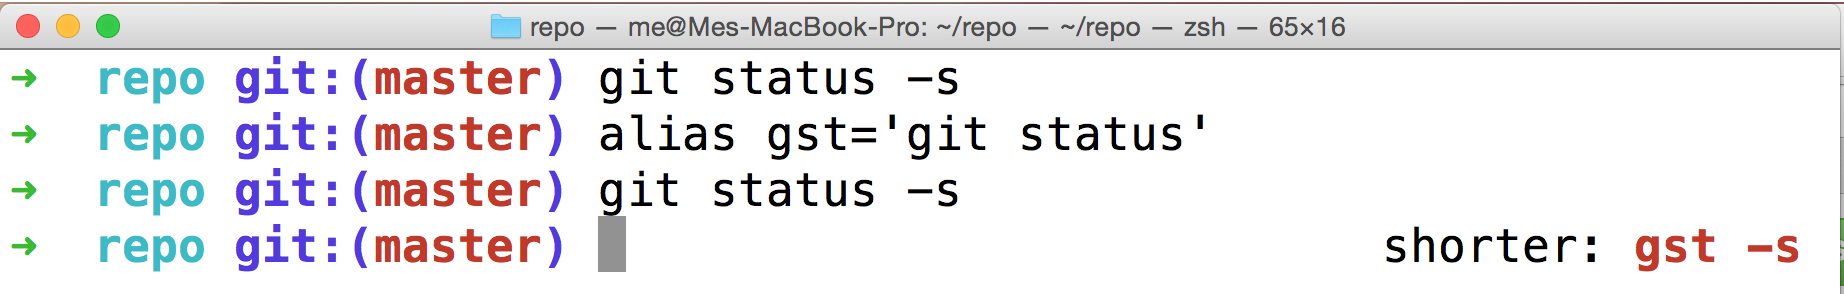 repo — me@Mes-MacBook-Pro: ~/repo — ~/repo — zsh — 65×16
➜ repo git:(master) git status -s
➜ repo git:(master) alias gst='git status'
➜ repo git:(master) git status -s
➜ repo git:(master) shorter: gst -s